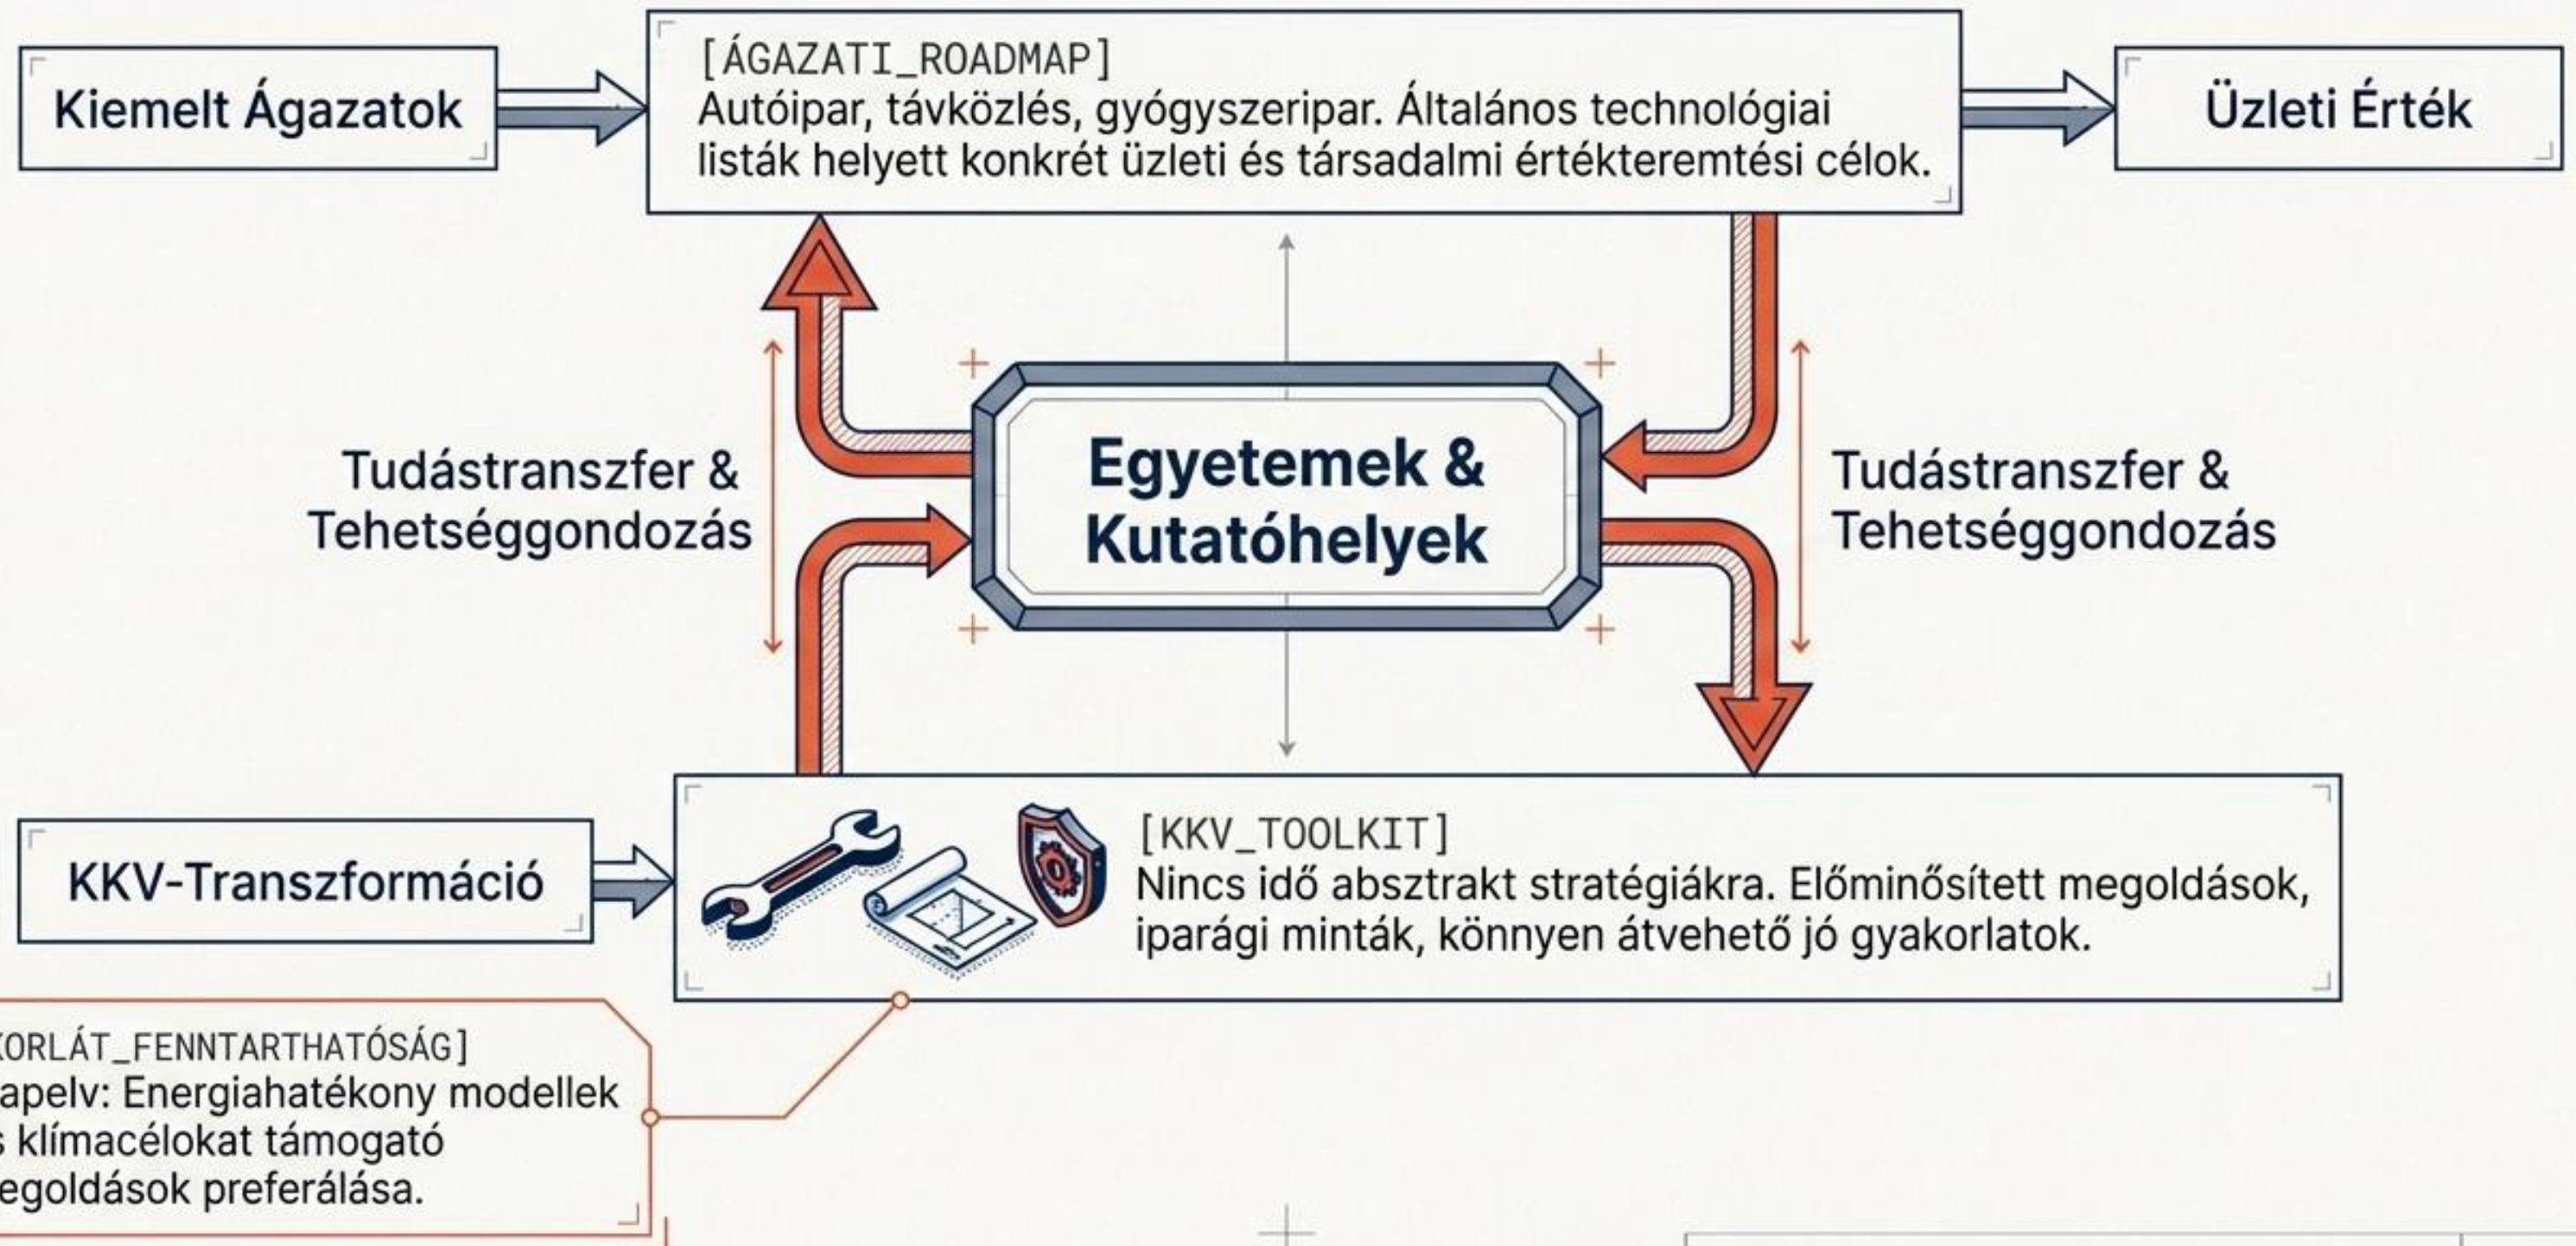 Kiemelt Ágazatok
[ÁGAZATI_ROADMAP]
Autóipar, távközlés, gyógyszeripar. Általános technológiai
listák helyett konkrét üzleti és társadalmi értékteremtési célok.
Üzleti Érték
Tudástranszfer &
Tehetséggondozás
Egyetemek &
Kutatóhelyek
Tudástranszfer &
Tehetséggondozás
KKV-Transzformáció
[KKV_TOOLKIT]
Nincs idő absztrakt stratégiákra. Előminősített megoldások,
iparági minták, könnyen átvehető jó gyakorlatok.
KORLÁT_FENNTARTHATÓSÁG]
apelv: Energiahatékony modellek
s klímacélokat támogató
egoldások preferálása.